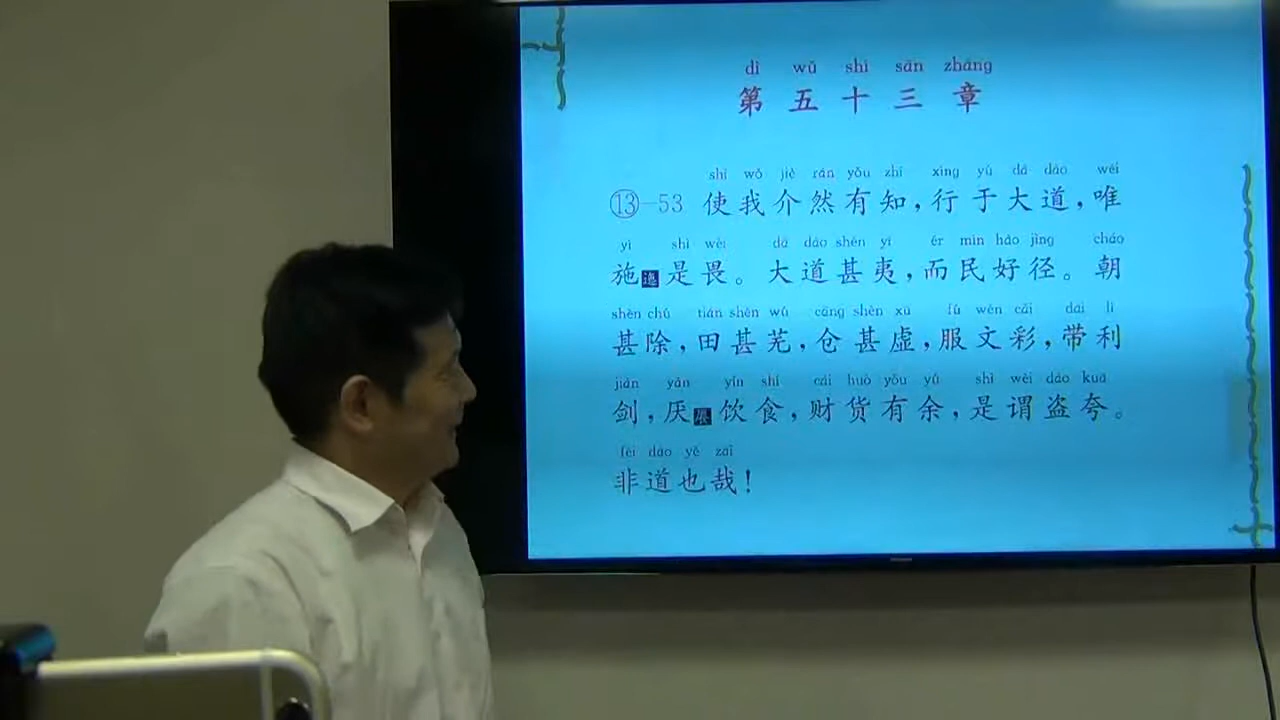 dì wǔ shí sān zhāng
第五十三章
shǐ wǒ jiè rán yǒu zhī xíng yú dà dào wéi
⑬-53 使我介然有知，行于大道，唯
yí shì wèi dà dào shèn yí ér mín hào jìng cháo
施迤是畏。大道甚夷，而民好径。朝
shèn chú tián shèn wú cāng shèn xū fú wén cǎi dài lì
甚除，田甚芜，仓甚虚，服文彩，带利
jiàn yàn yǐn shí cái huò yǒu yú shì wèi dào kuā
剑，厌饮食，财货有余，是谓盗夸。
fēi dào yě zāi
非道也哉！